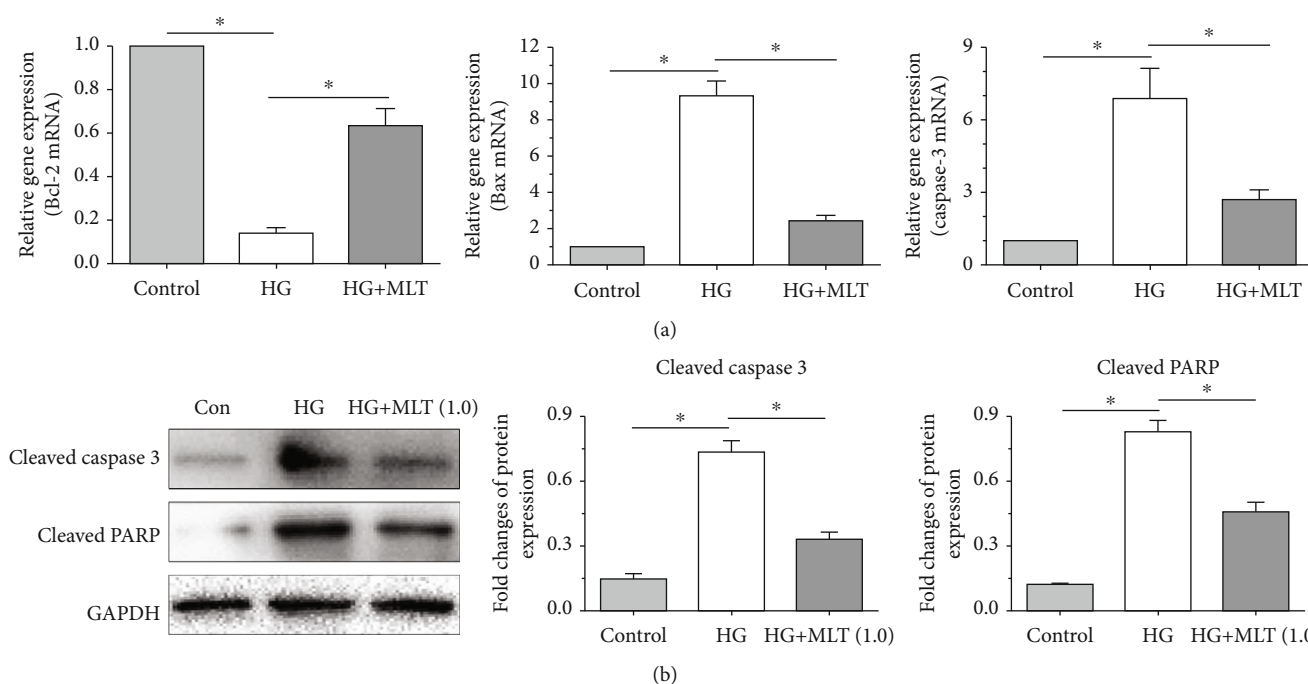 Relative gene expression
(Bcl-2 mRNA)
1.0
0.8
0.6
0.4
0.2
0.0
*
*
Control HG HG+MLT
Relative gene expression
(Bax mRNA)
12
10
8
6
4
2
0
*
*
Control HG HG+MLT
Relative gene expression
(caspase-3 mRNA)
9
6
3
0
*
*
Control HG HG+MLT
(a)
Con HG HG+MLT (1.0)
Cleaved caspase 3
Cleaved PARP
GAPDH
Cleaved caspase 3
Fold changes of protein
expression
0.9
0.6
0.3
0.0
*
*
Control HG HG+MLT (1.0)
Cleaved PARP
Fold changes of protein
expression
0.9
0.6
0.3
0.0
*
*
Control HG HG+MLT (1.0
(b)